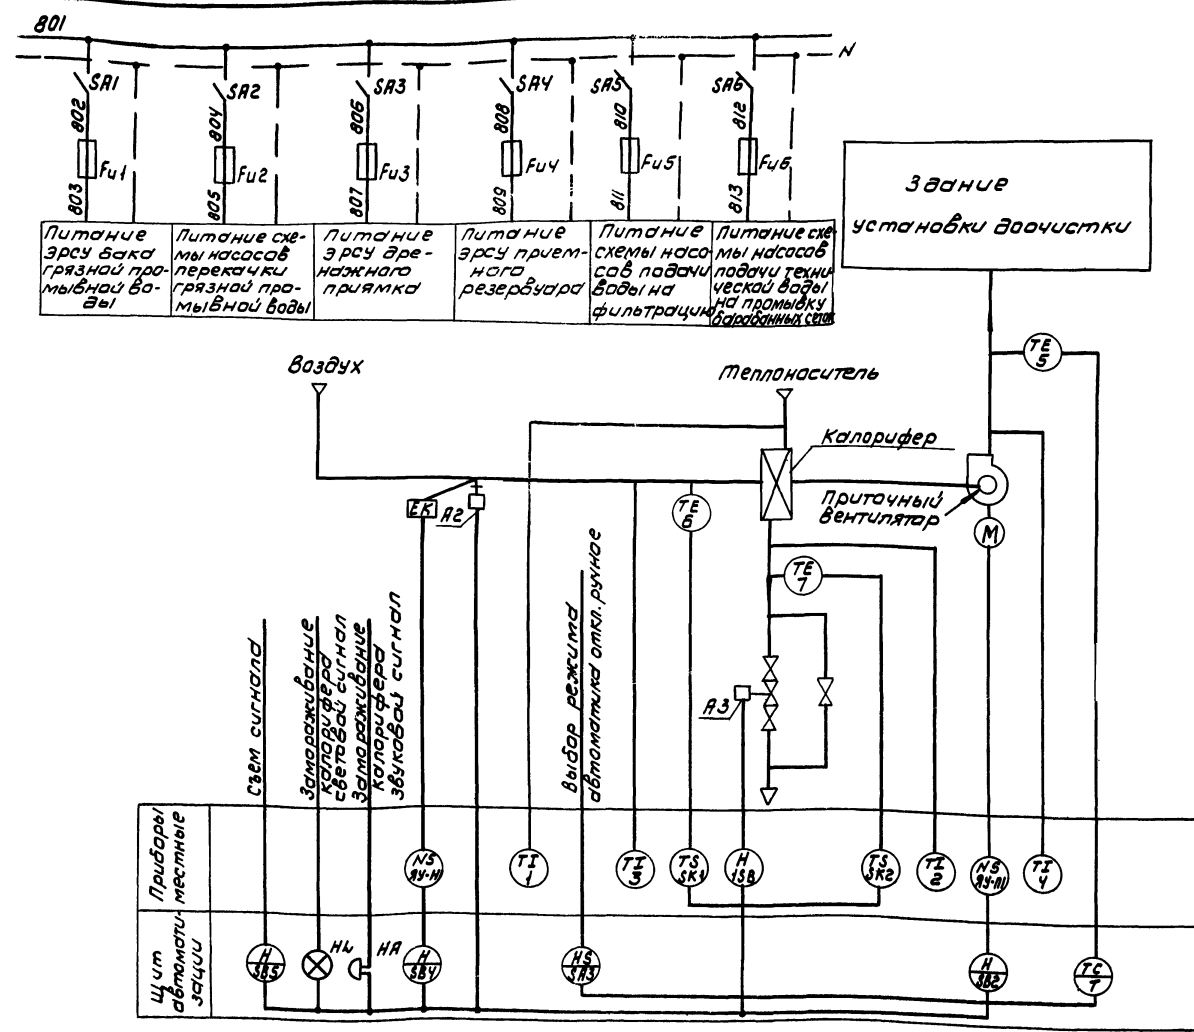 801
N
SA1
SA2
SA3
SA4
SA5
SA6
802
804
806
808
810
812
Fu1
Fu2
Fu3
Fu4
Fu5
Fu6
803
805
807
809
811
813
Питание
ЭРСУ бака
грязной про-
мывной во-
ды
Питание схе-
мы насосов
перекачки
грязной про-
мывной воды
Питание
ЭРСУ дре-
нажного
приямка
Питание
ЭРСУ прием-
ного
резервуара
Питание
схемы насо-
сов подачи
воды на
фильтрацию
Питание схе-
мы насосов
подачи техни-
ческой воды
на промывку
барабанных сеток
Здание
установки доочистки
TE
5
Воздух
Теплоноситель
Калорифер
Приточный
вентилятор
M
EK
A2
TE
6
TE
7
A3
Съем сигнала
Замораживание
калорифера
световой сигнал
Замораживание
калорифера
звуковой сигнал
Выбор режима
автоматика откл. ручное
Приборы
местные
NS
ЯУ-Н
TI
1
TI
3
TS
SK1
H
1SB
TS
SK2
TI
2
NS
ЯУ-П1
TI
4
Щит
автомати-
зации
H
SB5
HL
HA
H
SB4
HS
SA3
H
SB2
TC
T